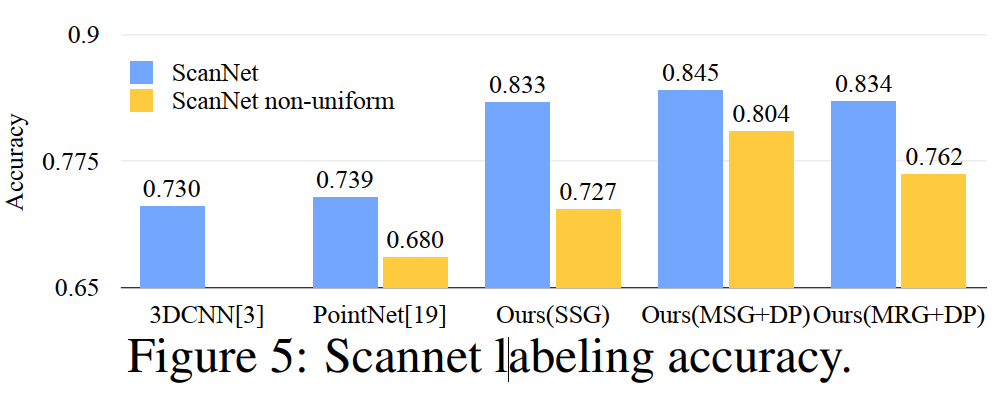 0.9
ScanNet
ScanNet non-uniform
0.845
0.833
0.834
0.804
Accuracy
0.775
0.762
0.730
0.739
0.727
0.680
0.65
3DCNN[3] PointNet[19] Ours(SSG) Ours(MSG+DP) Ours(MRG+DP)
Figure 5: Scannet labeling accuracy.